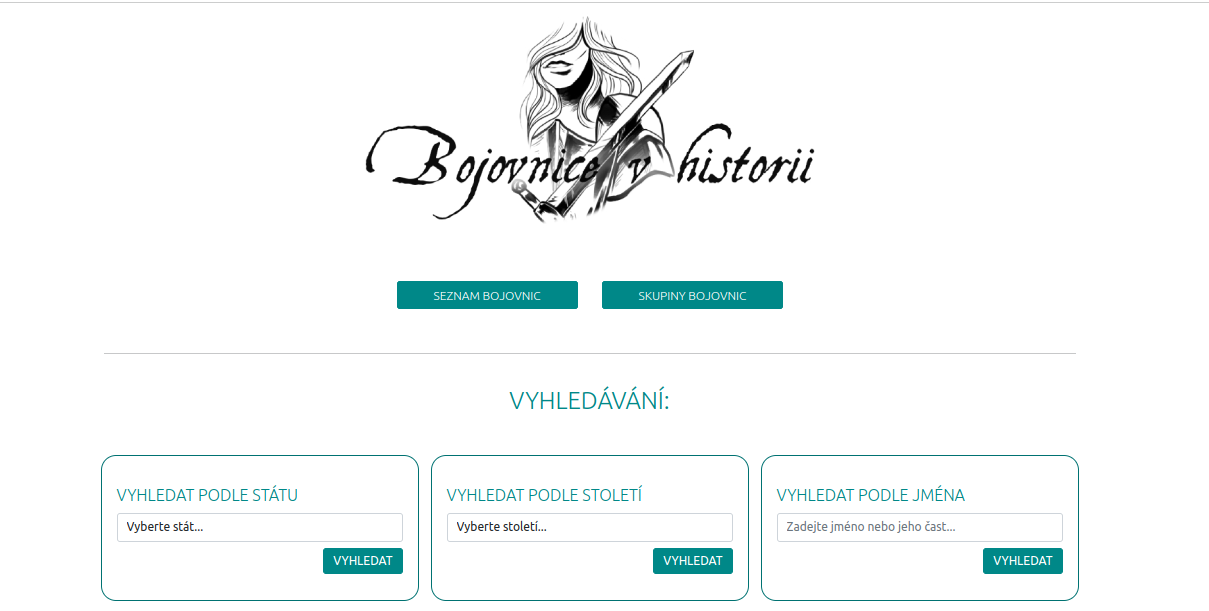 Bojovnice v historii
SEZNAM BOJOVNIC
SKUPINY BOJOVNIC
VYHLEDÁVÁNÍ:
VYHLEDAT PODLE STÁTU
Vyberte stát...
VYHLEDAT
VYHLEDAT PODLE STOLETÍ
Vyberte století...
VYHLEDAT
VYHLEDAT PODLE JMÉNA
Zadejte jméno nebo jeho čast...
VYHLEDAT